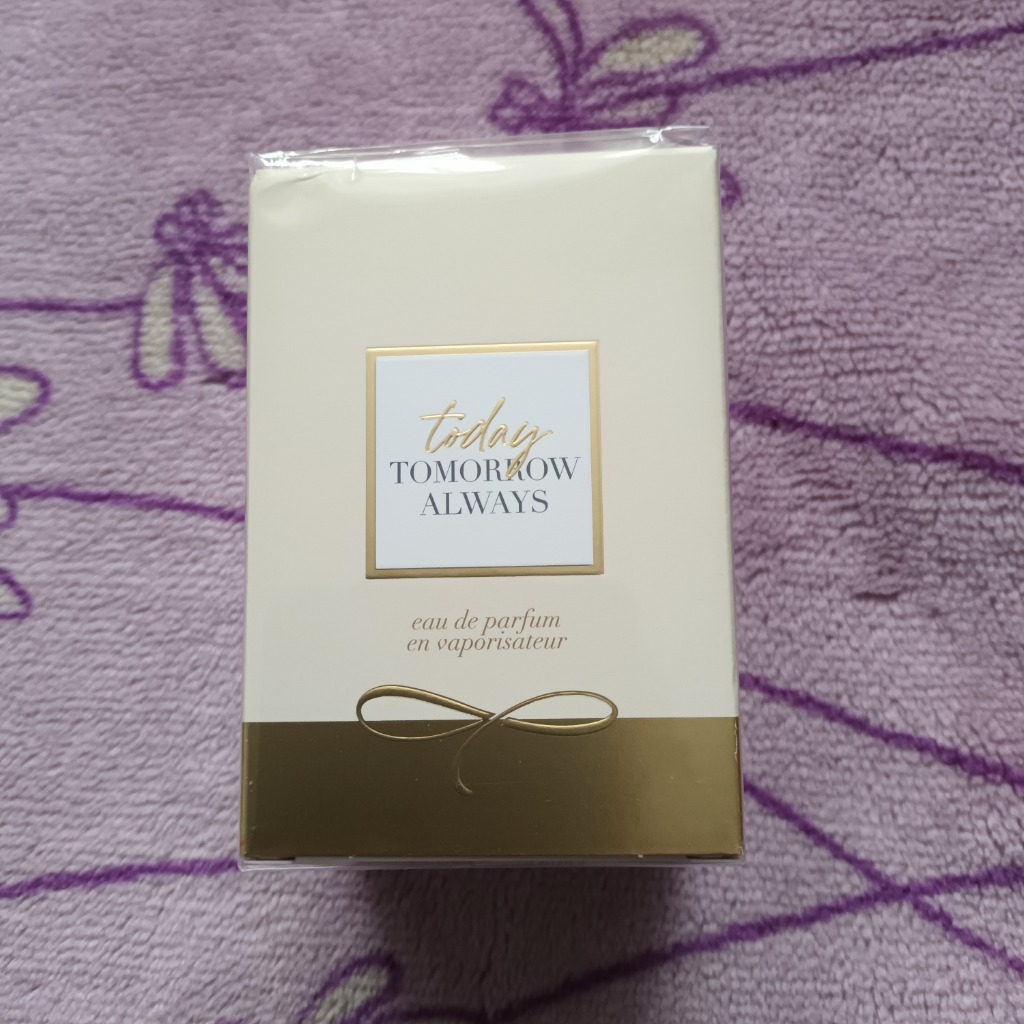 today
TOMORROW
ALWAYS
eau de parfum
en vaporisateur